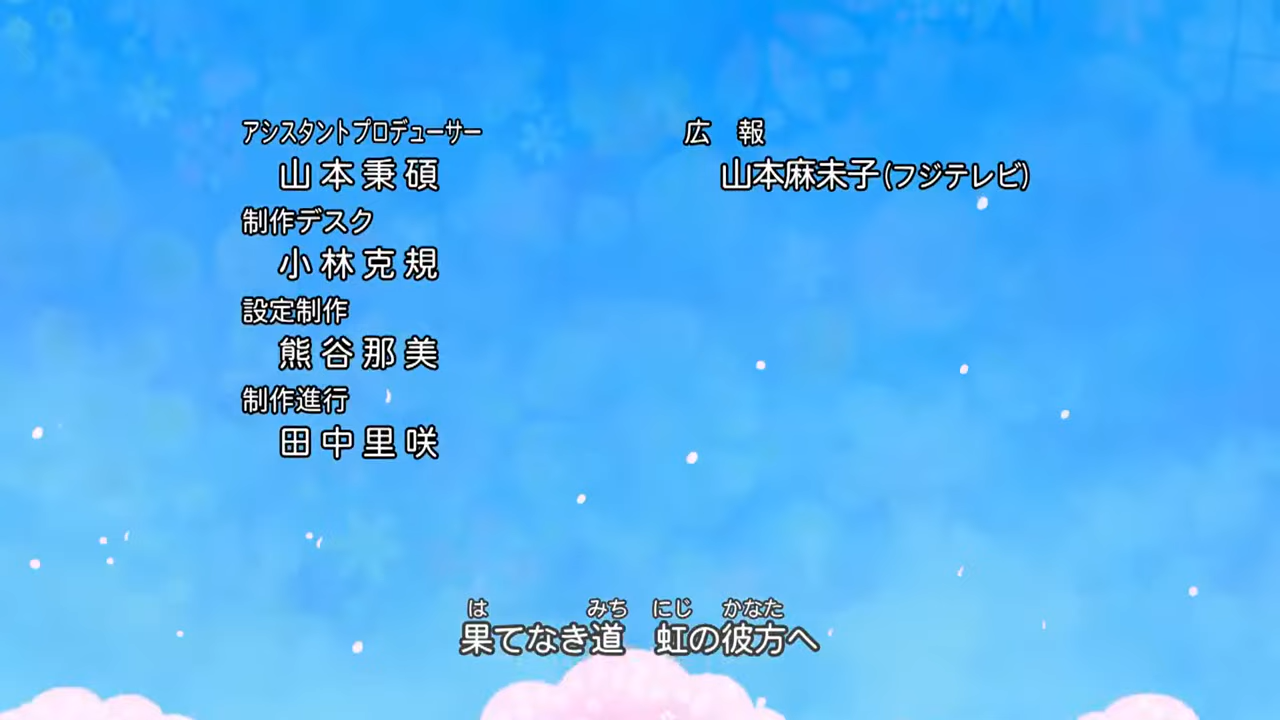 アシスタントプロデューサー
山本秉碩
制作デスク
小林克規
設定制作
熊谷那美
制作進行
田中里咲
広　報
山本麻未子(フジテレビ)
は　みち　にじ　かなた
果てなき道　虹の彼方へ